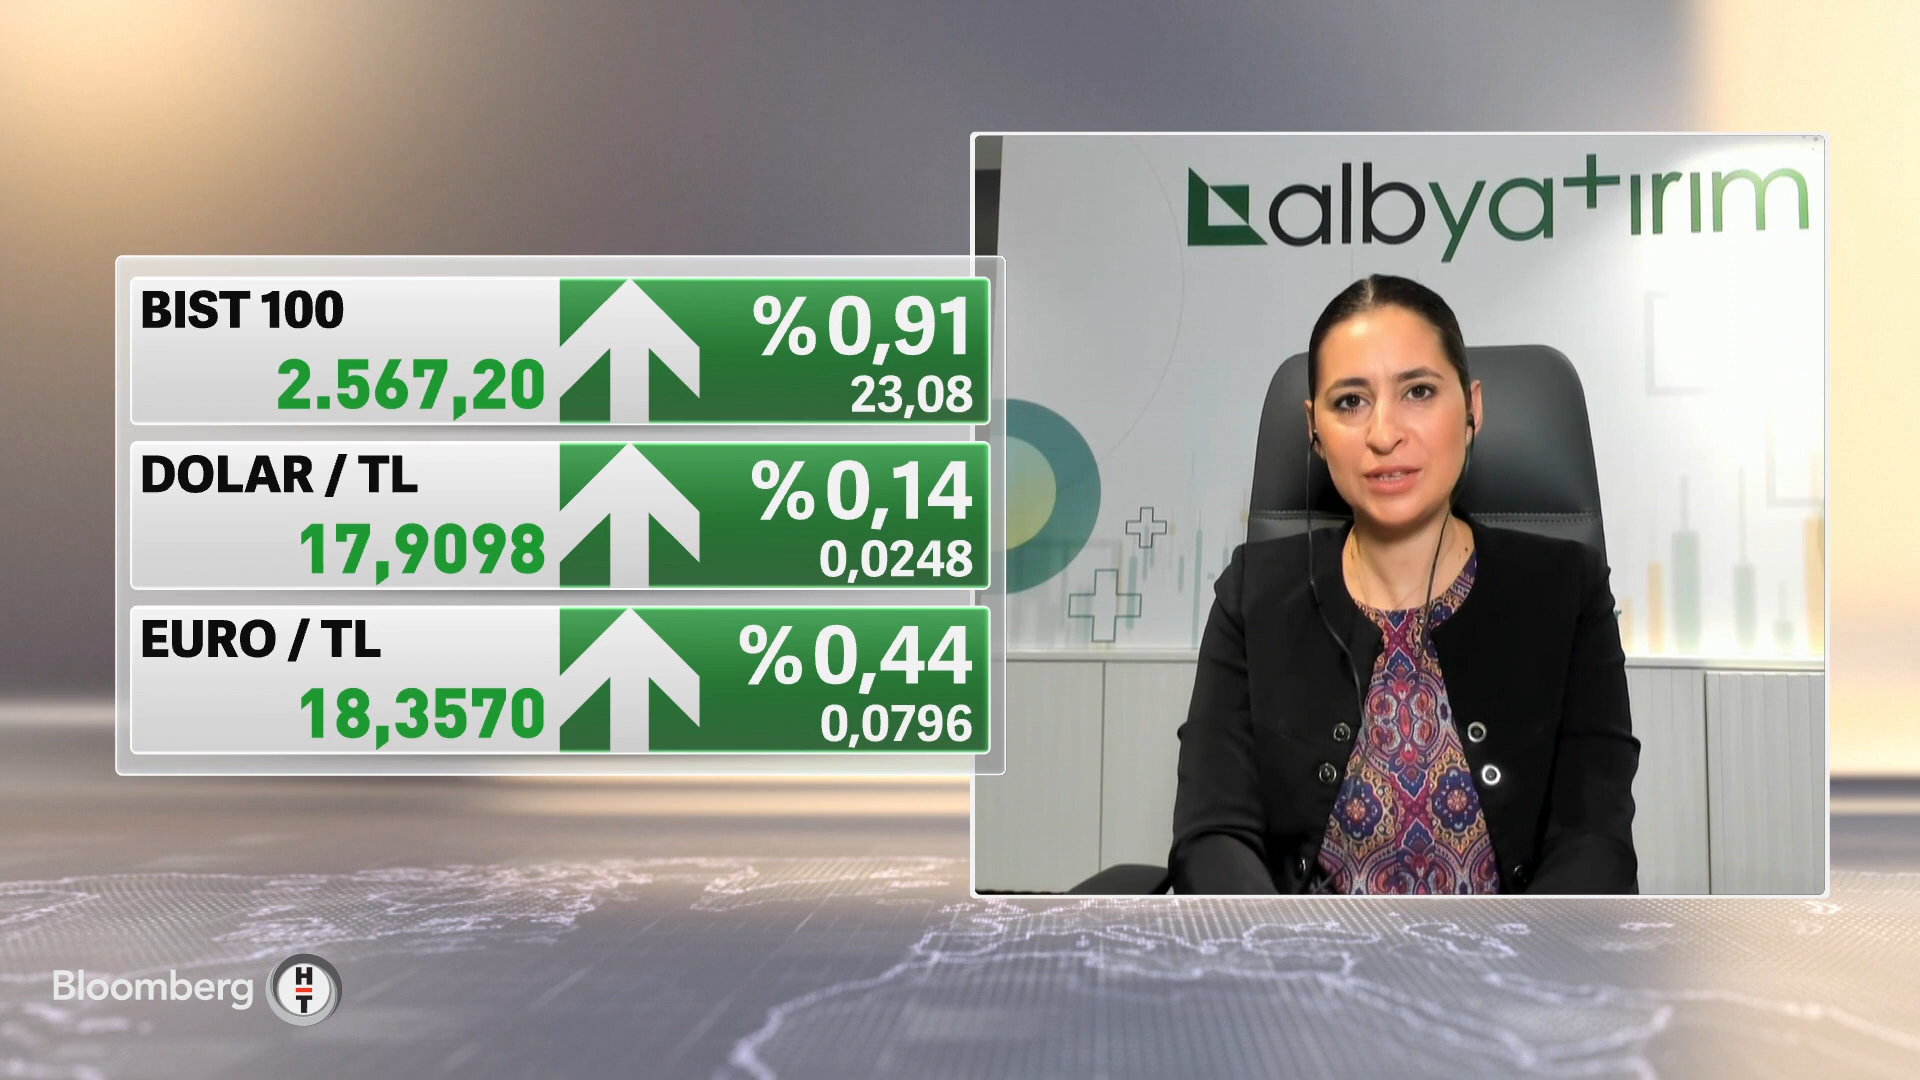 BIST 100
2.567,20
%0,91
23,08
DOLAR / TL
17,9098
%0,14
0,0248
EURO / TL
18,3570
%0,44
0,0796
albyatırım
Bloomberg HT